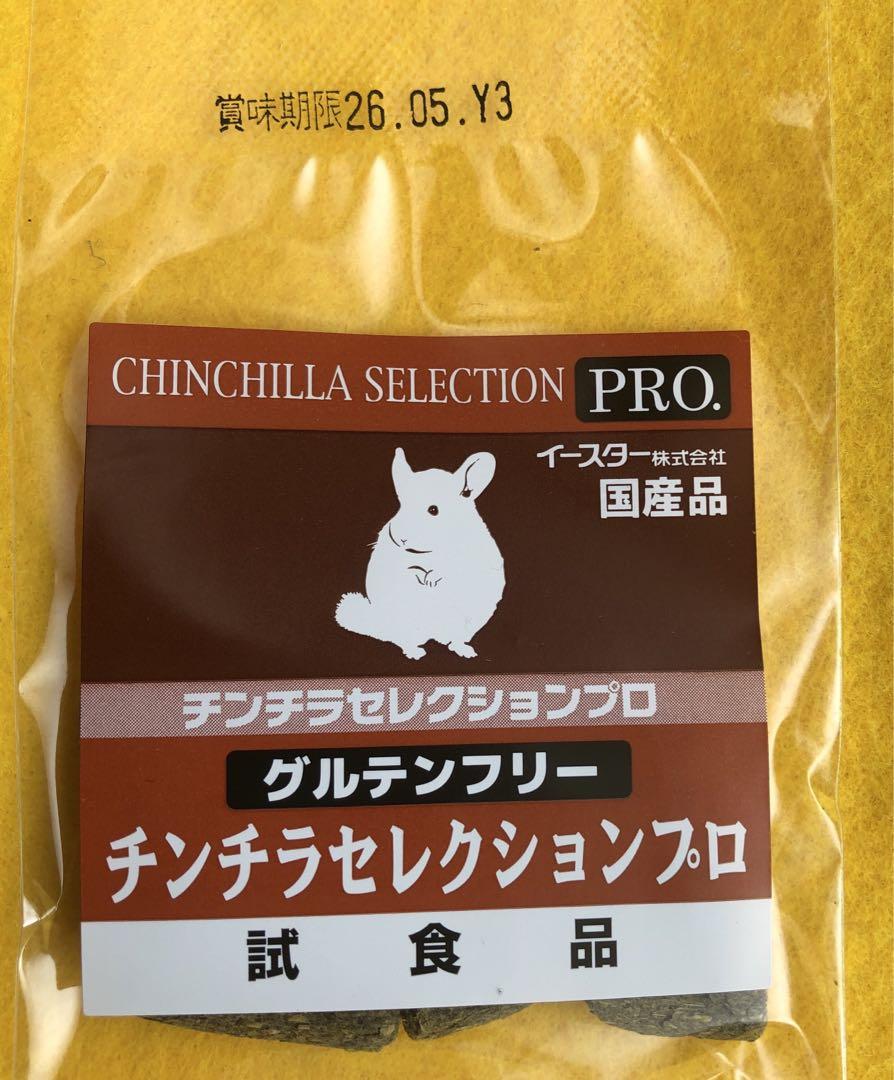 賞味期限26.05.Y3
CHINCHILLA SELECTION PRO.
イースター株式会社
国産品
チンチラセレクションプロ
グルテンフリー
チンチラセレクションプロ
試食品